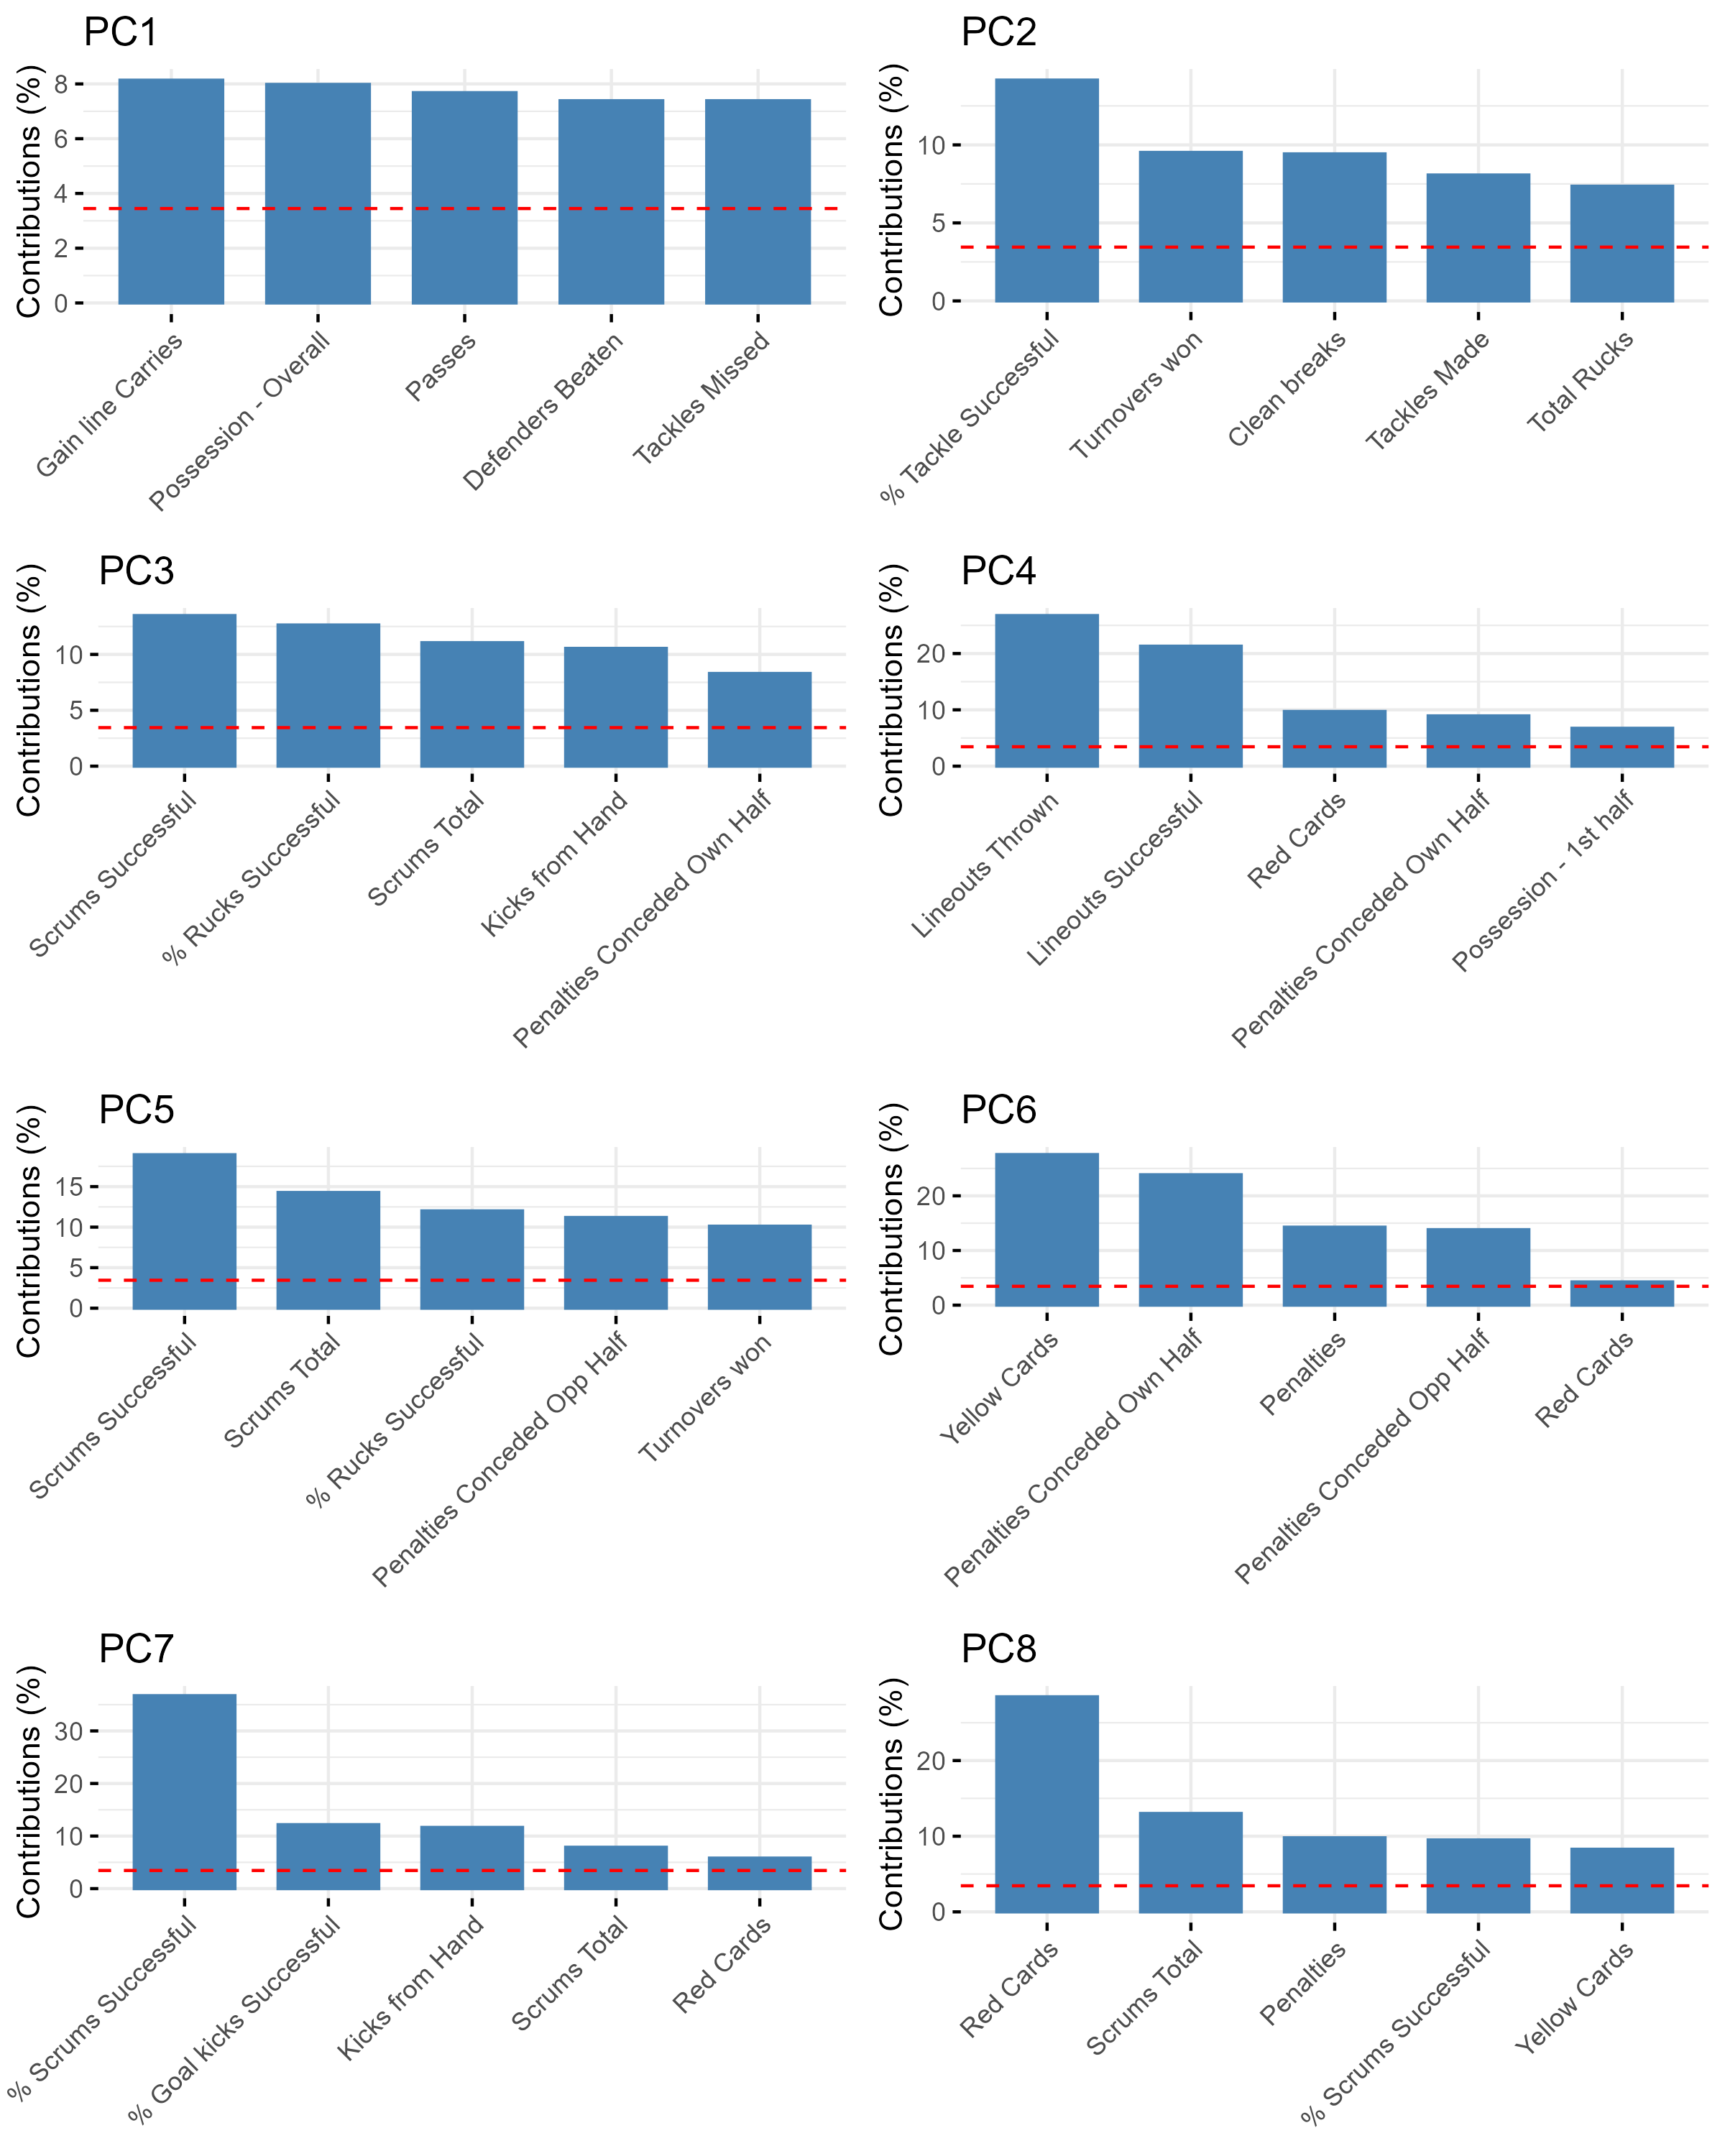 PC1
Contributions (%)
8
6
4
2
0
Gain line Carries
Possession - Overall
Passes
Defenders Beaten
Tackles Missed
PC2
Contributions (%)
10
5
0
% Tackle Successful
Turnovers won
Clean breaks
Tackles Made
Total Rucks
PC3
Contributions (%)
10
5
0
Scrums Successful
% Rucks Successful
Scrums Total
Kicks from Hand
Penalties Conceded Own Half
PC4
Contributions (%)
20
10
0
Lineouts Thrown
Lineouts Successful
Red Cards
Penalties Conceded Own Half
Possession - 1st half
PC5
Contributions (%)
15
10
5
0
Scrums Successful
Scrums Total
% Rucks Successful
Penalties Conceded Opp Half
Turnovers won
PC6
Contributions (%)
20
10
0
Yellow Cards
Penalties Conceded Own Half
Penalties
Penalties Conceded Opp Half
Red Cards
PC7
Contributions (%)
30
20
10
0
% Scrums Successful
% Goal kicks Successful
Kicks from Hand
Scrums Total
Red Cards
PC8
Contributions (%)
20
10
0
Red Cards
Scrums Total
Penalties
% Scrums Successful
Yellow Cards